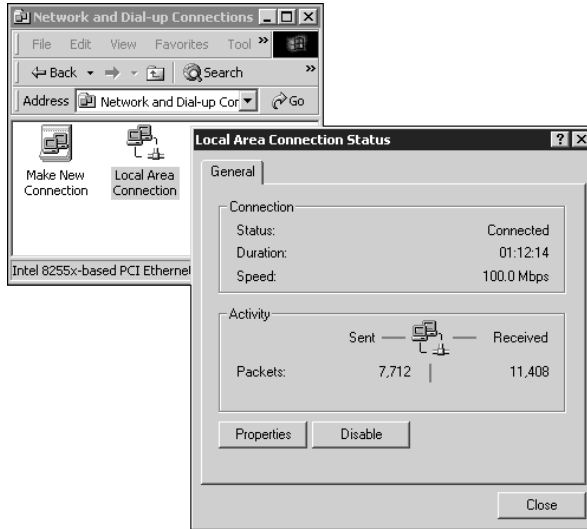 Network and Dial-up Connections
File Edit View Favorites Tool »
Back Search »
Address Network and Dial-up Cor Go
Make New Connection
Local Area Connection
Intel 8255x-based PCI Etherne
Local Area Connection Status
General
Connection
Status: Connected
Duration: 01:12:14
Speed: 100.0 Mbps
Activity
Sent Received
Packets: 7,712 11,408
Properties Disable
Close